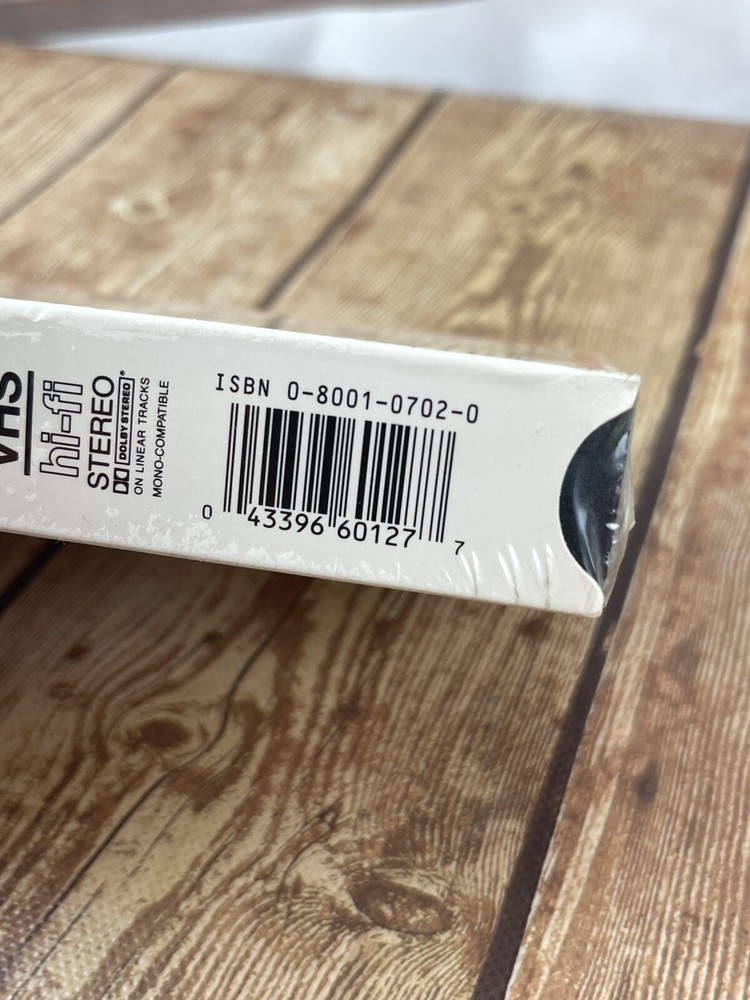 VHS
hi-fi
STEREO
DOLBY STEREO®
ON LINEAR TRACKS
MONO-COMPATIBLE
ISBN 0-8001-0702-0
0 43396 60127 7